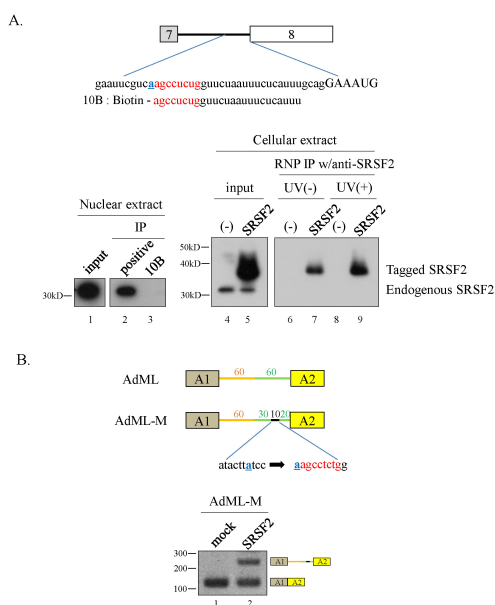 A.
7 8
gaauucgucaagccucugguucuaauuucucauuugcagGAAAUG
10B : Biotin - agccucugguucuaauuucucauuu
Cellular extract
RNP IP w/anti-SRSF2
Nuclear extract input UV(-) UV(+)
IP
input positive 10B (-) SRSF2 (-) SRSF2 (-) SRSF2
50kD
40kD
Tagged SRSF2
30kD 30kD Endogenous SRSF2
1 2 3 4 5 6 7 8 9
B.
60 60
AdML A1 A2
60 30 10 20
AdML-M A1 A2
atacttatcc aagcctctgg
AdML-M
mock SRSF2
300
200 A1 A2
100 A1 A2
1 2